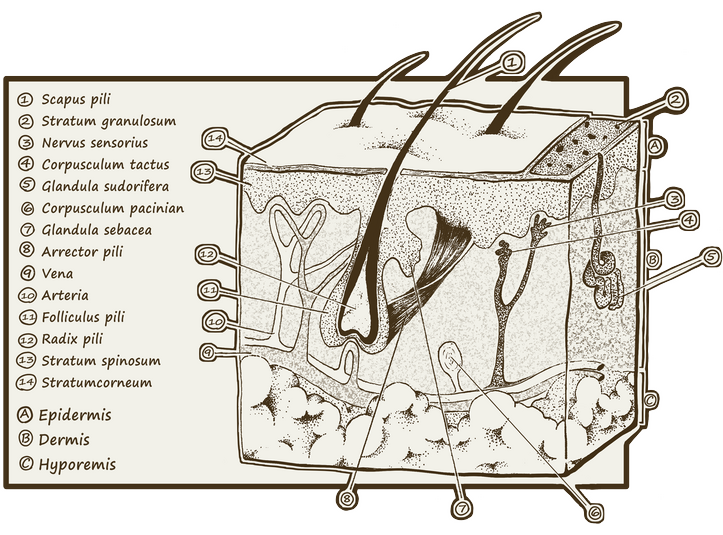 1 Scapus pili
2 Stratum granulosum
3 Nervus sensorius
4 Corpusculum tactus
5 Glandula sudorifera
6 Corpusculum pacinian
7 Glandula sebacea
8 Arrector pili
9 Vena
10 Arteria
11 Folliculus pili
12 Radix pili
13 Stratum spinosum
14 Stratumcorneum
A Epidermis
B Dermis
C Hyporemis
1
2
14
A
13
3
4
12
B
5
11
10
9
C
8
7
6